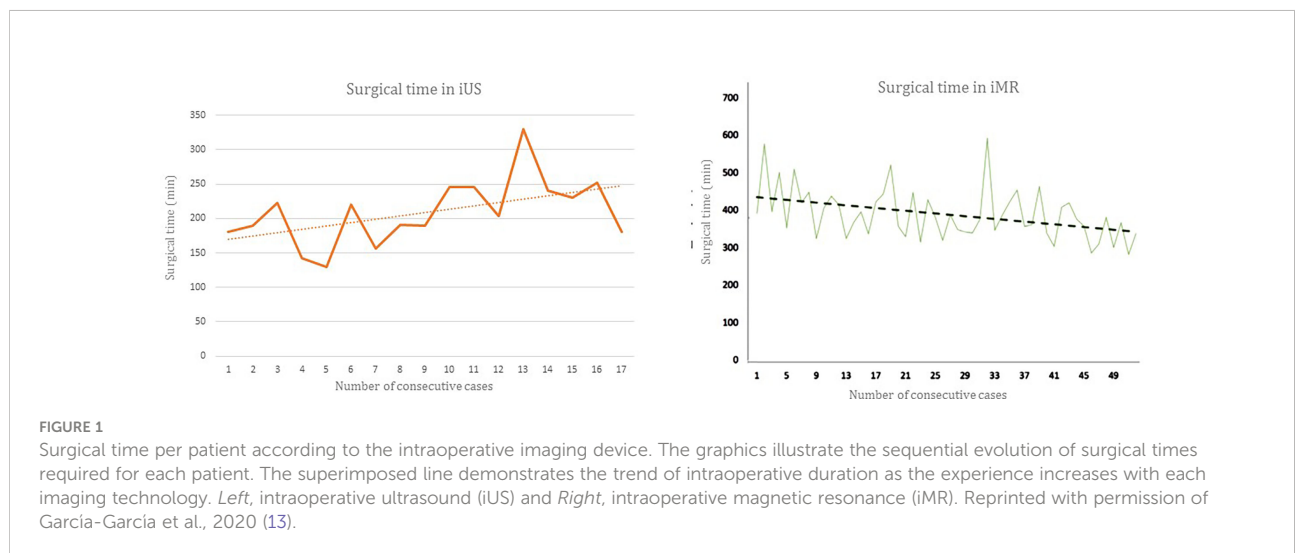 Surgical time in iUS
350
300
250
200
150
100
50
0
Surgical time (min)
1 2 3 4 5 6 7 8 9 10 11 12 13 14 15 16 17
Number of consecutive cases
Surgical time in iMR
700
600
500
400
300
200
100
0
Surgical time (min)
1 5 9 13 17 21 25 29 33 37 41 45 49
Number of consecutive cases
FIGURE 1
Surgical time per patient according to the intraoperative imaging device. The graphics illustrate the sequential evolution of surgical times
required for each patient. The superimposed line demonstrates the trend of intraoperative duration as the experience increases with each
imaging technology. Left, intraoperative ultrasound (iUS) and Right, intraoperative magnetic resonance (iMR). Reprinted with permission of
García-García et al., 2020 (13).